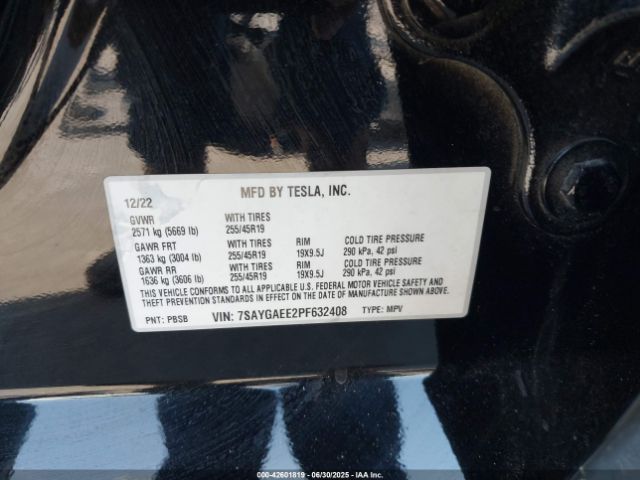 MFD BY TESLA, INC.
12/22
GVWR WITH TIRES
2571 kg (5669 lb) 255/45R19
GAWR FRT WITH TIRES RIM COLD TIRE PRESSURE
1363 kg (3004 lb) 255/45R19 19X9.5J 290 kPa, 42 psi
GAWR RR WITH TIRES RIM COLD TIRE PRESSURE
1636 kg (3606 lb) 255/45R19 19X9.5J 290 kPa, 42 psi
THIS VEHICLE CONFORMS TO ALL APPLICABLE U.S. FEDERAL MOTOR VEHICLE SAFETY AND
THEFT PREVENTION STANDARDS IN EFFECT ON THE DATE OF MANUFACTURE SHOWN ABOVE.
PNT: PBSB VIN: 7SAYGAEE2PF632408 TYPE: MPV
000-42601819 - 06/30/2025 - IAA Inc.